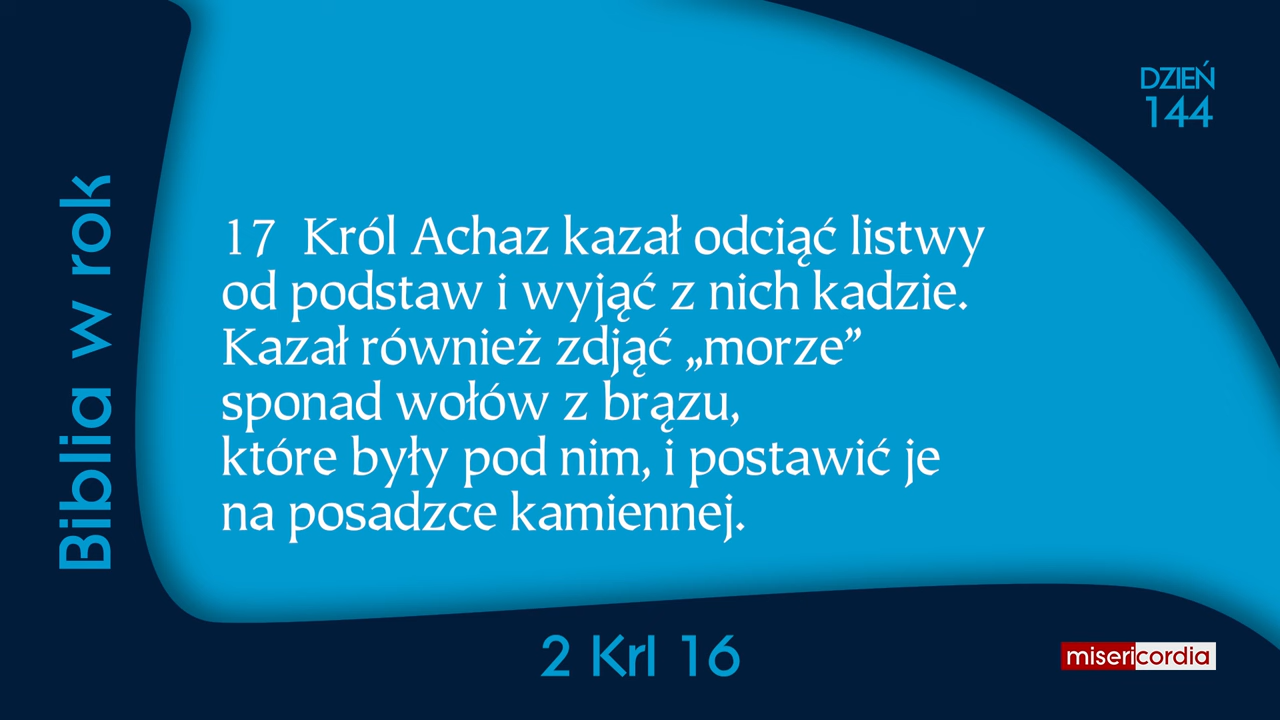 DZIEŃ
144
Biblia w rok
17 Król Achaz kazał odciąć listwy
od podstaw i wyjąć z nich kadzie.
Kazał również zdjąć „morze”
sponad wołów z brązu,
które były pod nim, i postawić je
na posadzce kamiennej.
2 Krl 16
misericordia